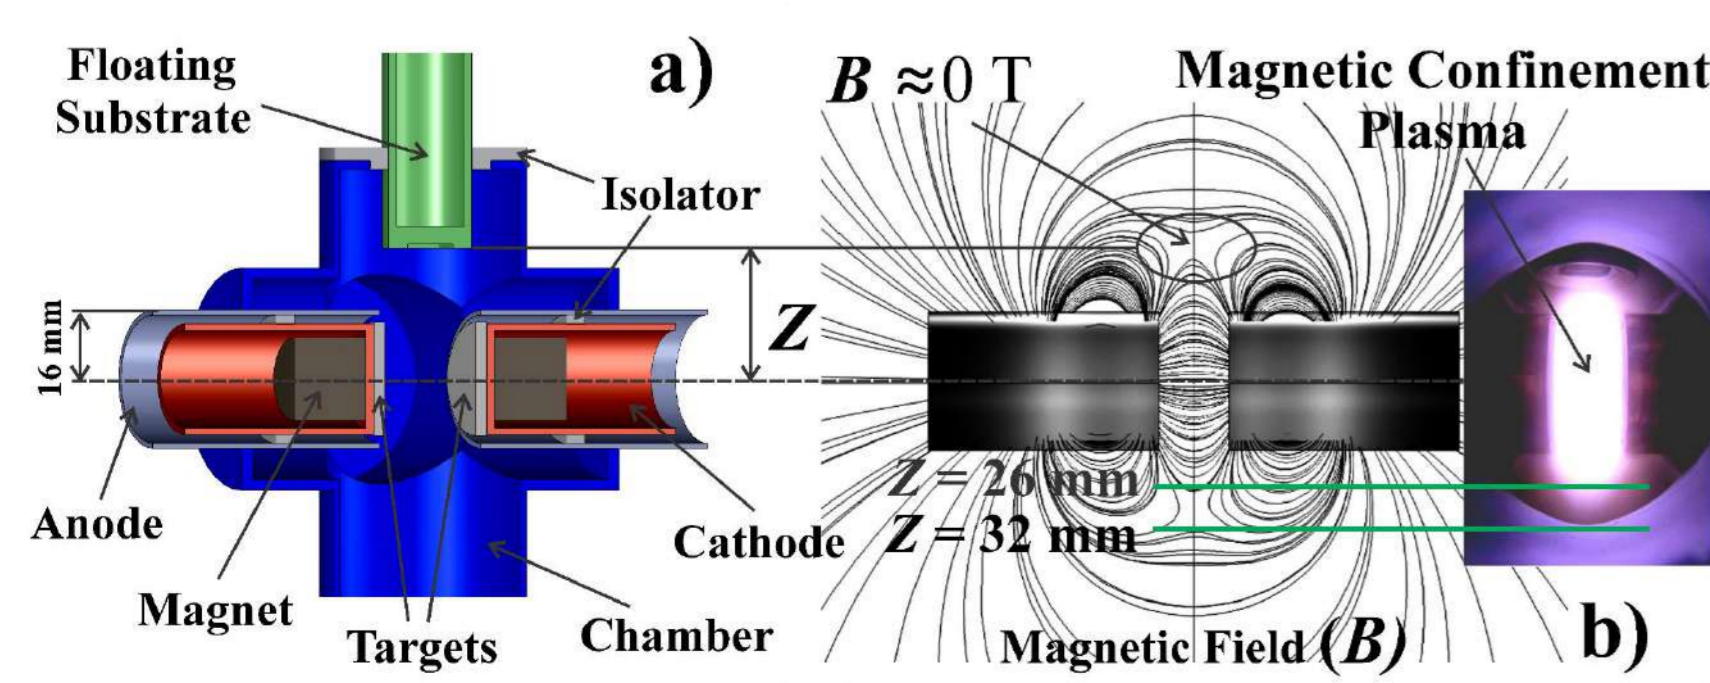 a)
Floating
Substrate
Isolator
16 mm
Z
Anode
Magnet
Targets
Cathode
Chamber
B ≈0 T
Magnetic Confinement
Plasma
Z = 26 mm
Z = 32 mm
Magnetic Field (B)
b)